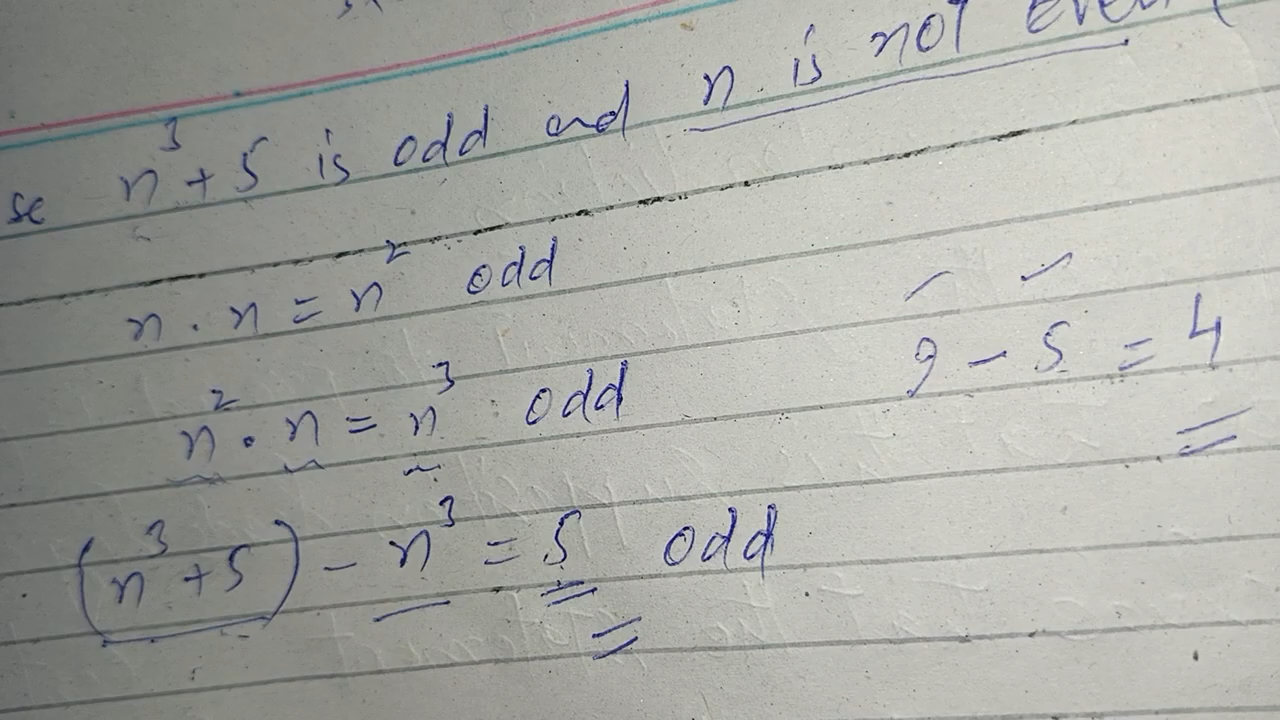 se n³ + 5 is odd and n is not even
n . n = n² odd
9 - 5 = 4
n² . n = n³ odd
(n³ + 5) - n³ = 5 odd